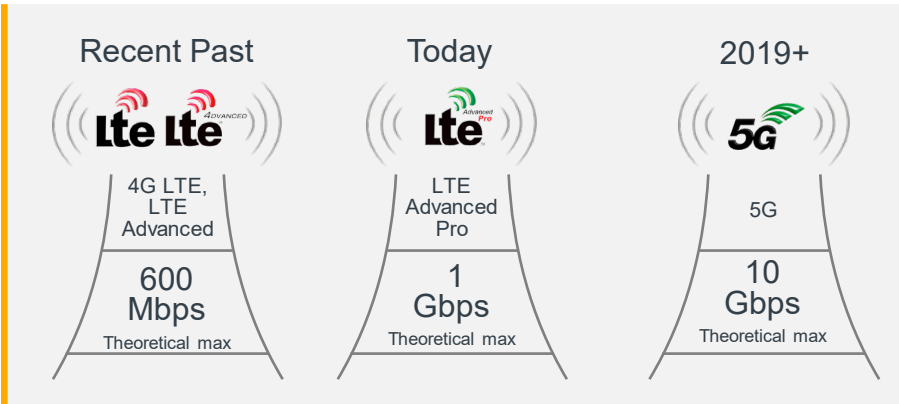 Recent Past
Lte Lte
4DVANCED
4G LTE,
LTE
Advanced
600
Mbps
Theoretical max
Today
Advanced
Pro
Lte
LTE
Advanced
Pro
1
Gbps
Theoretical max
2019+
5G
5G
10
Gbps
Theoretical max